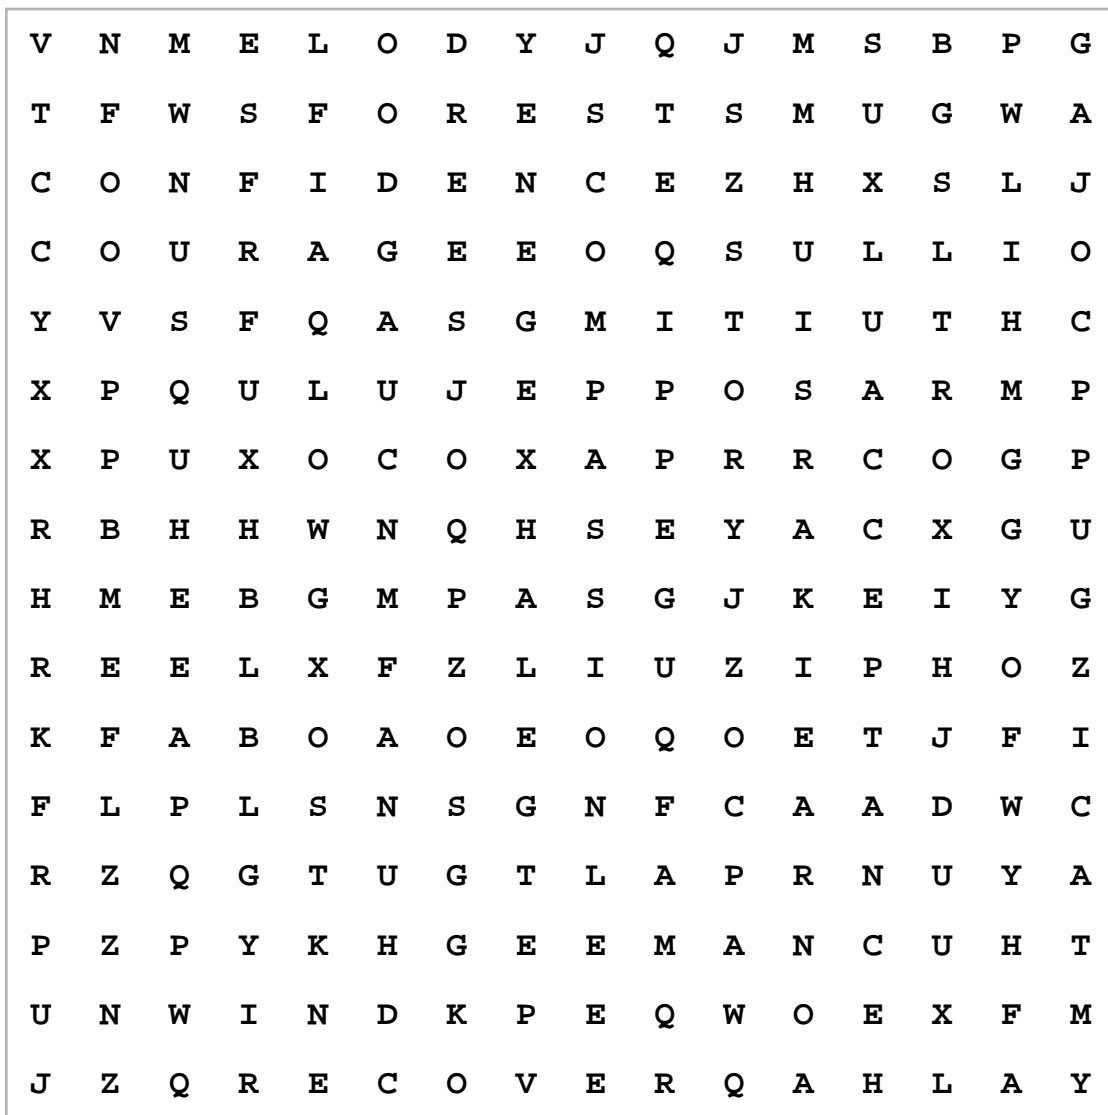 V N M E L O D Y J Q J M S B P G
T F W S F O R E S T S M U G W A
C O N F I D E N C E Z H X S L J
C O U R A G E E O Q S U L L I O
Y V S F Q A S G M I T I U T H C
X P Q U L U J E P P O S A R M P
X P U X O C O X A P R R C O G P
R B H H W N Q H S E Y A C X G U
H M E B G M P A S G J K E I Y G
R E E L X F Z L I U Z I P H O Z
K F A B O A O E O Q O E T J F I
F L P L S N S G N F C A A D W C
R Z Q G T U G T L A P R N U Y A
P Z P Y K H G E E M A N C U H T
U N W I N D K P E Q W O E X F M
J Z Q R E C O V E R Q A H L A Y